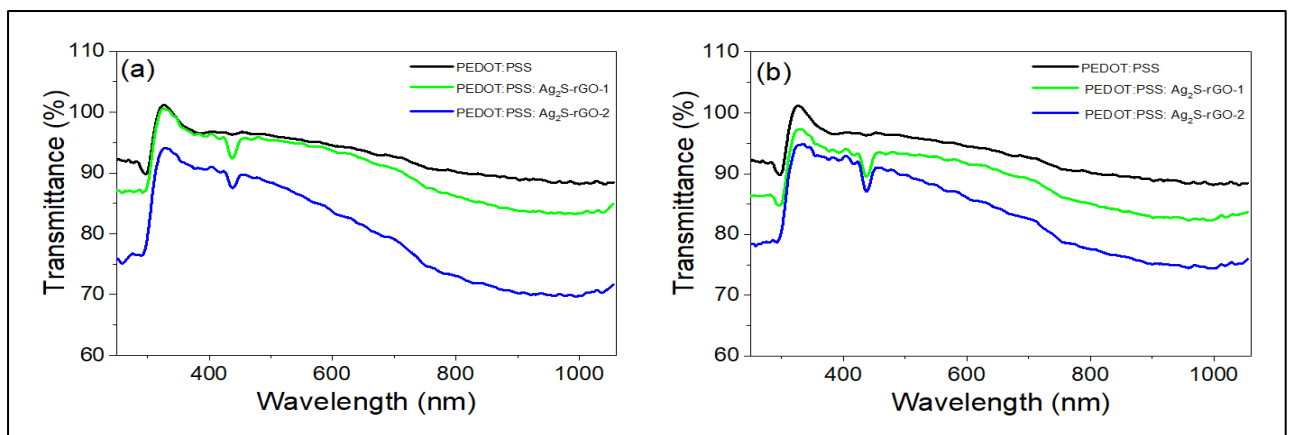 (a)
PEDOT:PSS
PEDOT:PSS: Ag₂S-rGO-1
PEDOT:PSS: Ag₂S-rGO-2
Transmittance (%)
110
100
90
80
70
60
400 600 800 1000
Wavelength (nm)
(b)
PEDOT:PSS
PEDOT:PSS: Ag₂S-rGO-1
PEDOT:PSS: Ag₂S-rGO-2
Transmittance (%)
110
100
90
80
70
60
400 600 800 1000
Wavelength (nm)